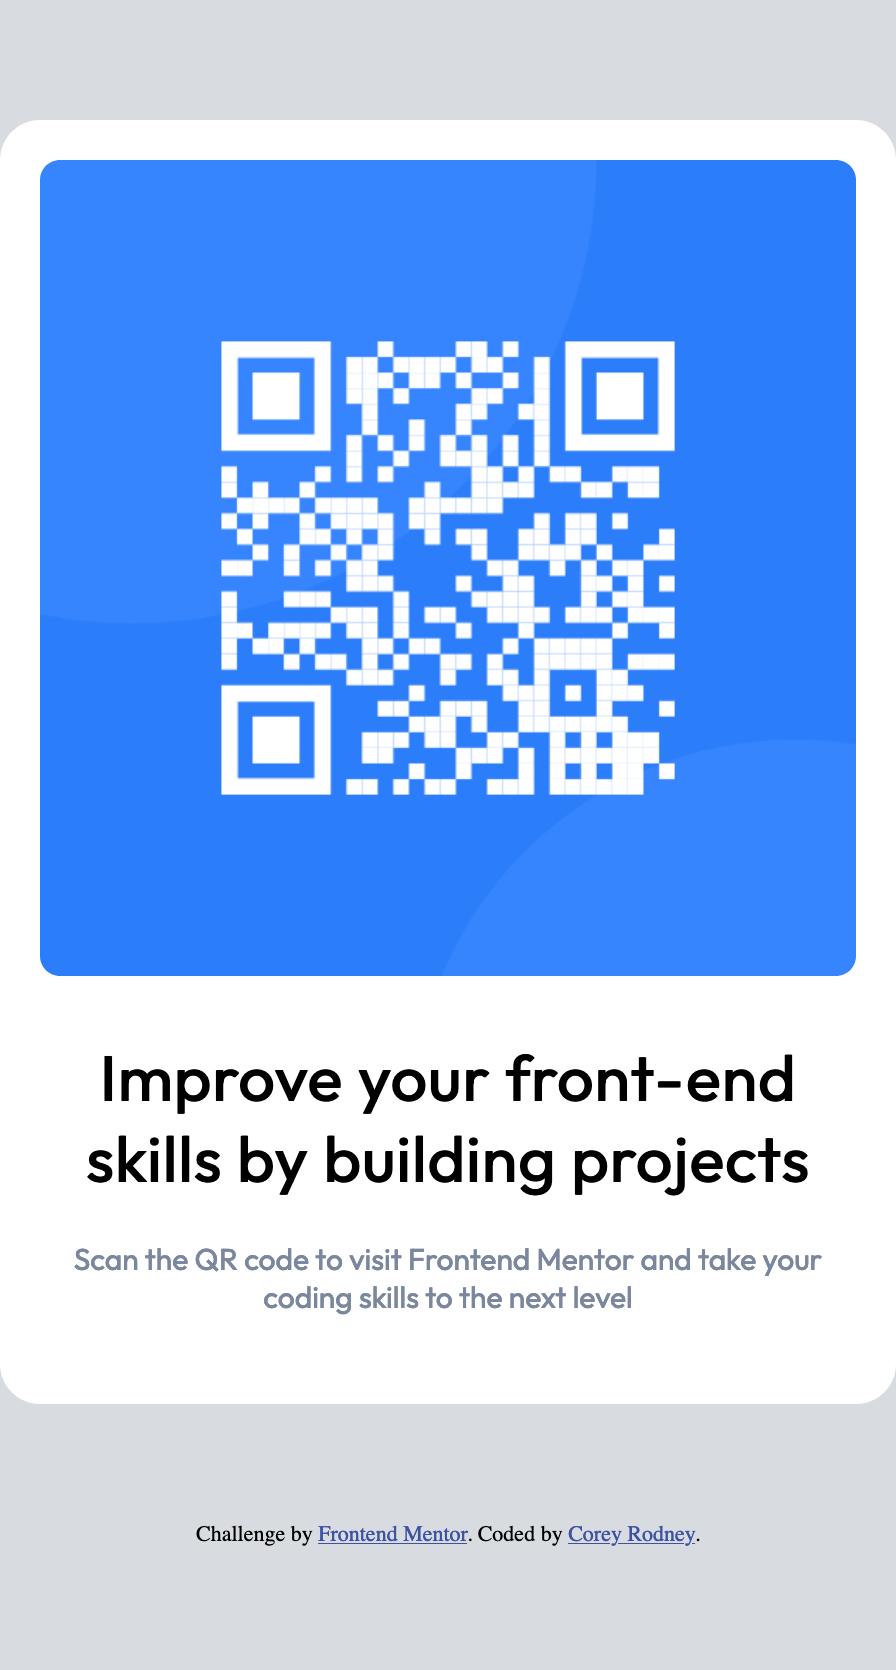 Improve your front-end
skills by building projects
Scan the QR code to visit Frontend Mentor and take your
coding skills to the next level
Challenge by Frontend Mentor. Coded by Corey Rodney.